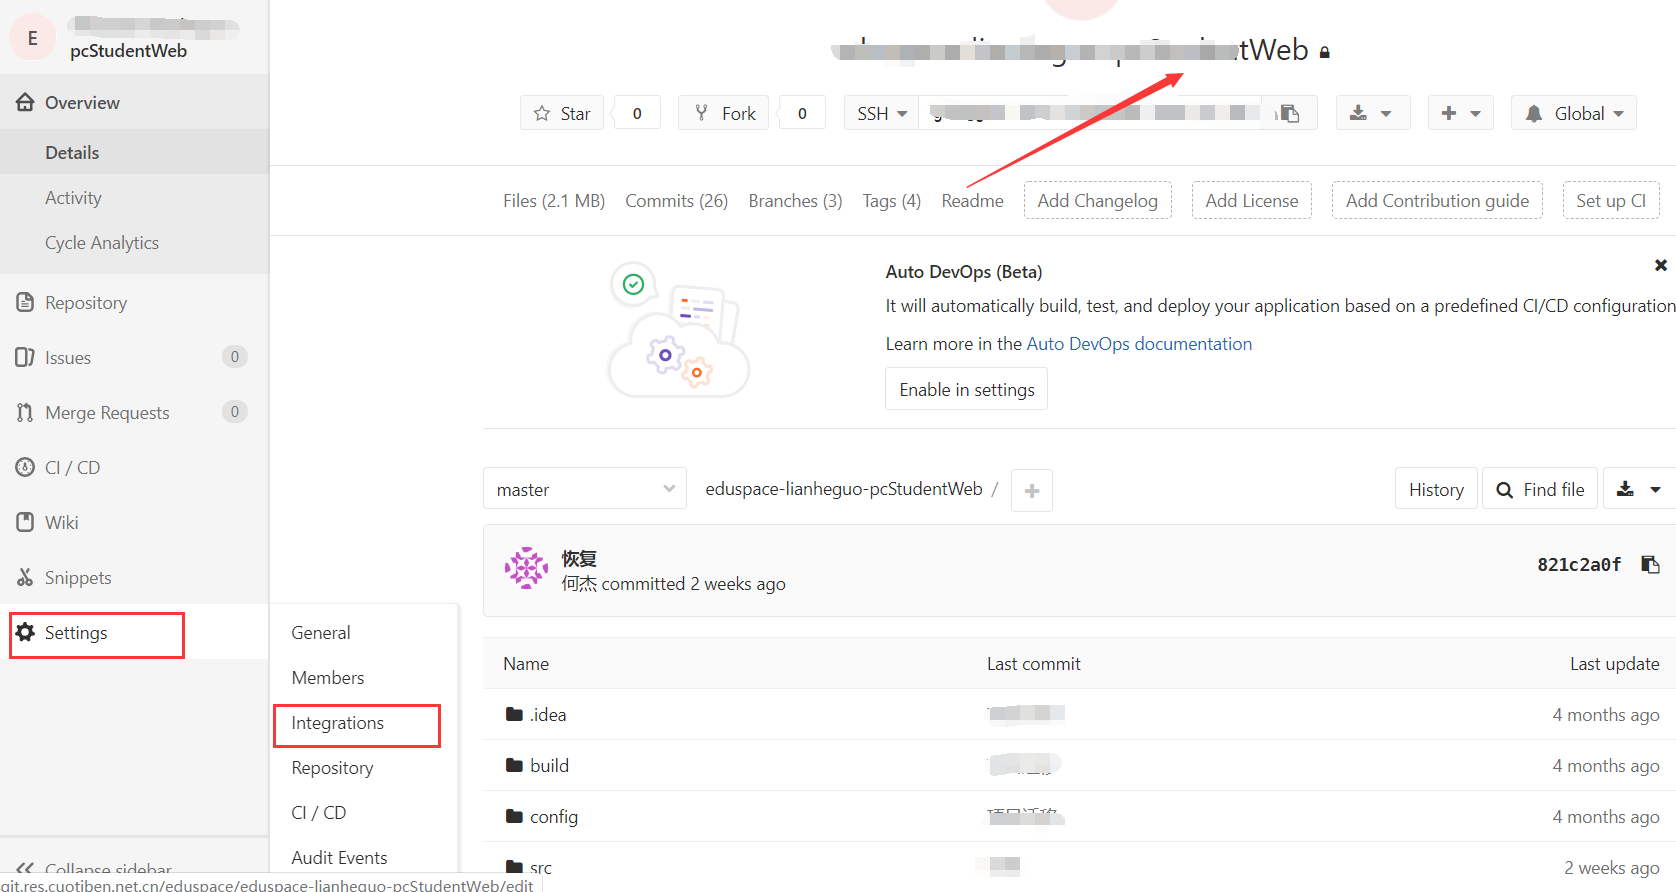 E
pcStudentWeb
Overview
Details
Activity
Cycle Analytics
Repository
Issues 0
Merge Requests 0
CI / CD
Wiki
Snippets
Settings
Collapse sidebar
General
Members
Integrations
Repository
CI / CD
Audit Events
git.res.cuotiben.net.cn/eduspace/eduspace-lianheguo-pcStudentWeb/edit
tWeb
Star 0 Fork 0 SSH Global
Files (2.1 MB) Commits (26) Branches (3) Tags (4) Readme Add Changelog Add License Add Contribution guide Set up CI
Auto DevOps (Beta)
It will automatically build, test, and deploy your application based on a predefined CI/CD configuration
Learn more in the Auto DevOps documentation
Enable in settings
master eduspace-lianheguo-pcStudentWeb / History Find file
恢复
何杰 committed 2 weeks ago
821c2a0f
Name Last commit Last update
.idea 4 months ago
build 4 months ago
config 4 months ago
src 2 weeks ago